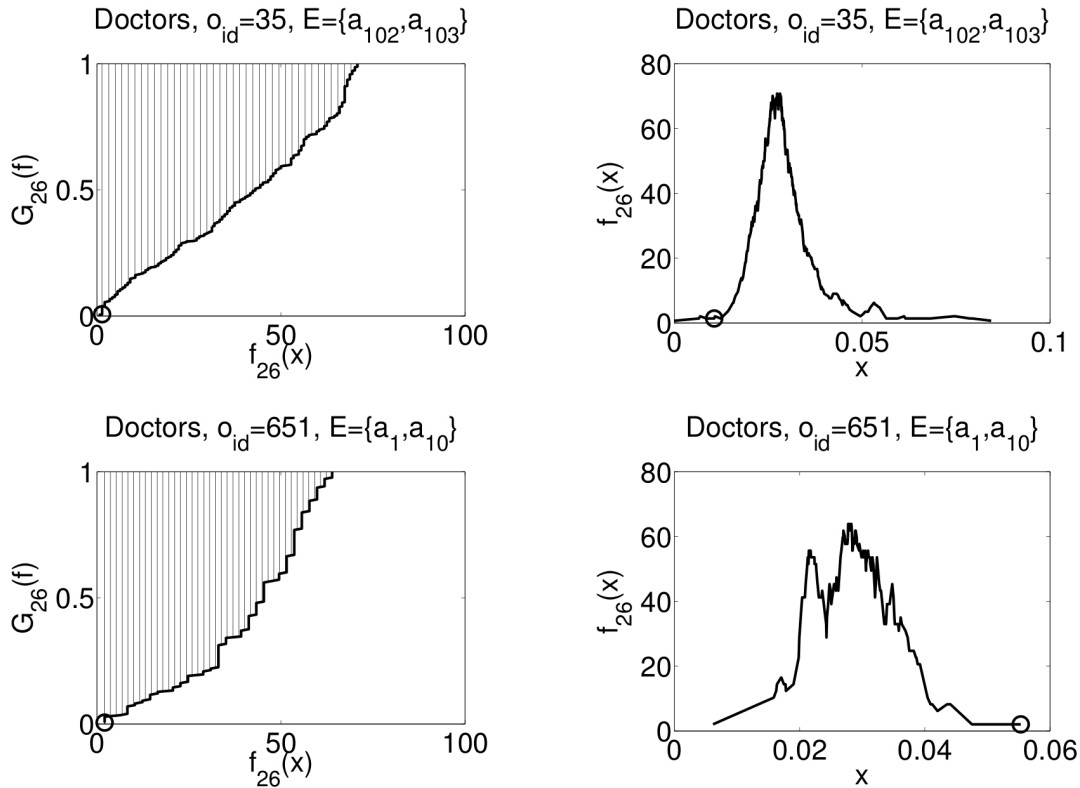 Doctors, o_id=35, E={a_102,a_103}
1
0.5
0
G_26(f)
0
50
100
f_26(x)
Doctors, o_id=35, E={a_102,a_103}
80
60
40
20
0
f_26(x)
0
0.05
0.1
x
Doctors, o_id=651, E={a_1,a_10}
1
0.5
0
G_26(f)
0
50
100
f_26(x)
Doctors, o_id=651, E={a_1,a_10}
80
60
40
20
0
f_26(x)
0
0.02
0.04
0.06
x